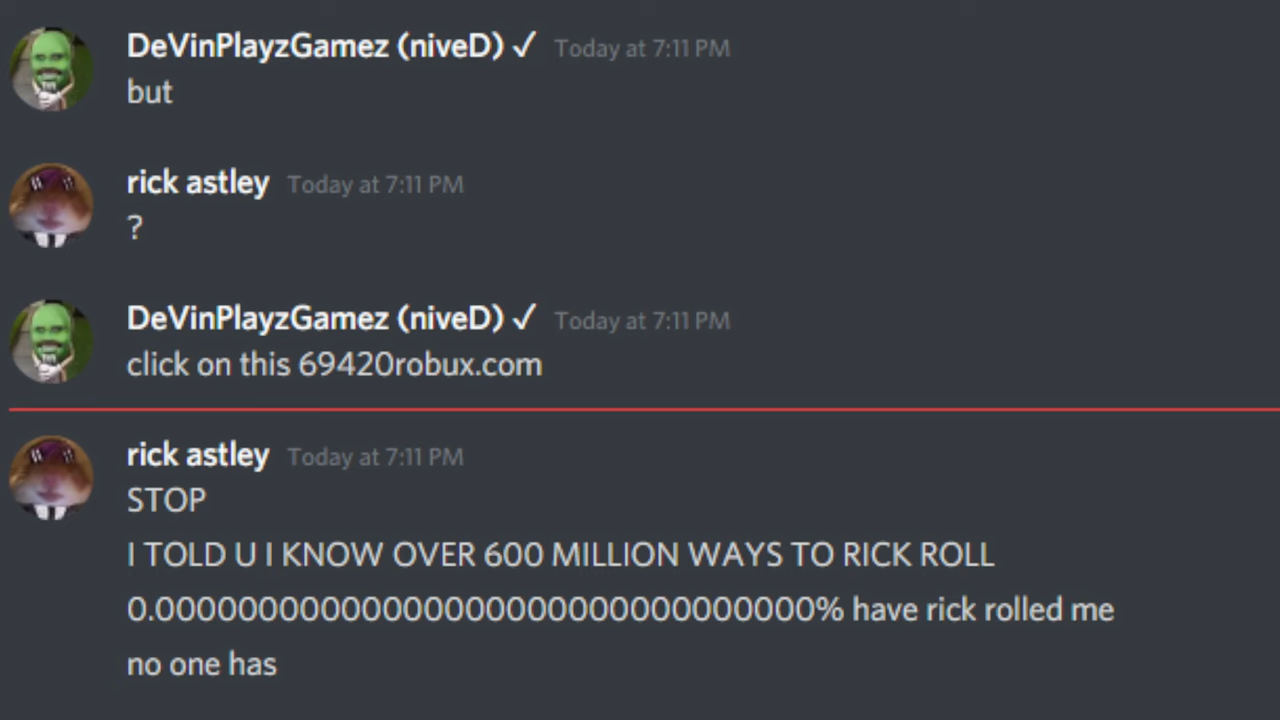 DeVinPlayzGamez (niveD) ✓ Today at 7:11 PM
but
rick astley Today at 7:11 PM
?
DeVinPlayzGamez (niveD) ✓ Today at 7:11 PM
click on this 69420robux.com
rick astley Today at 7:11 PM
STOP
I TOLD U I KNOW OVER 600 MILLION WAYS TO RICK ROLL
0.0000000000000000000000000000000000% have rick rolled me
no one has